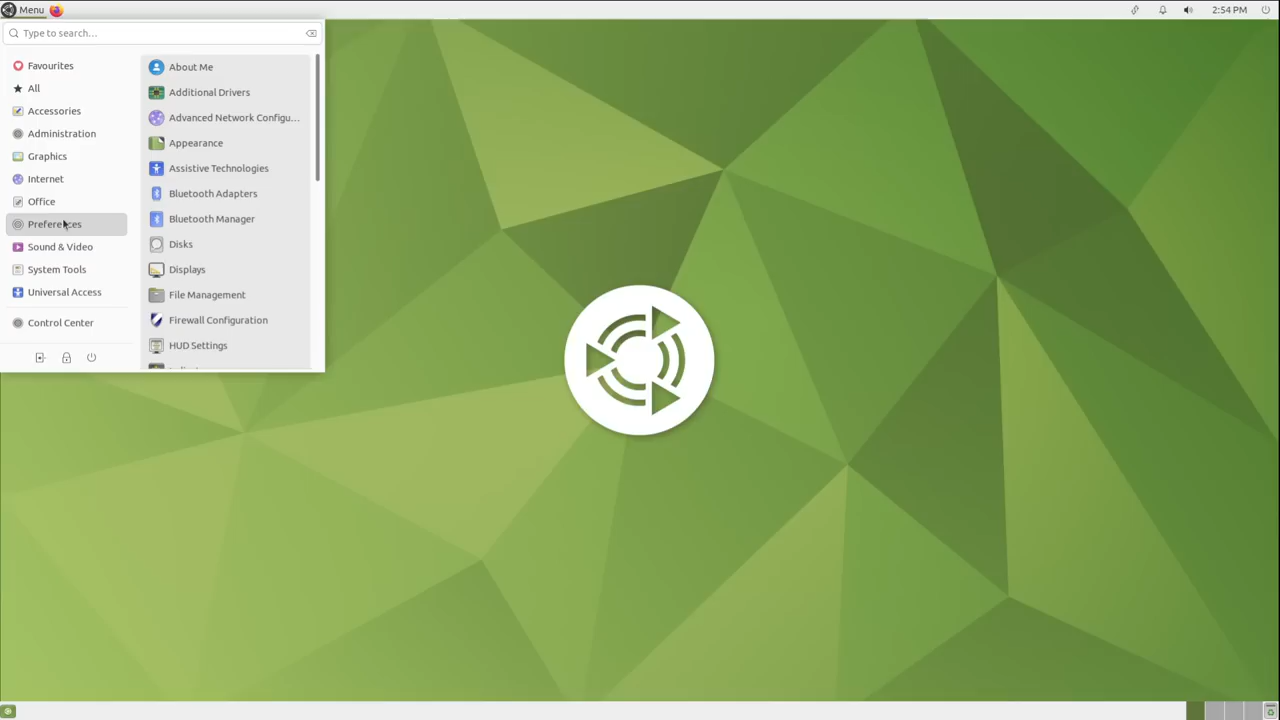 Menu
2:54 PM
Type to search...
Favourites
All
Accessories
Administration
Graphics
Internet
Office
Preferences
Sound & Video
System Tools
Universal Access
Control Center
About Me
Additional Drivers
Advanced Network Configu...
Appearance
Assistive Technologies
Bluetooth Adapters
Bluetooth Manager
Disks
Displays
File Management
Firewall Configuration
HUD Settings